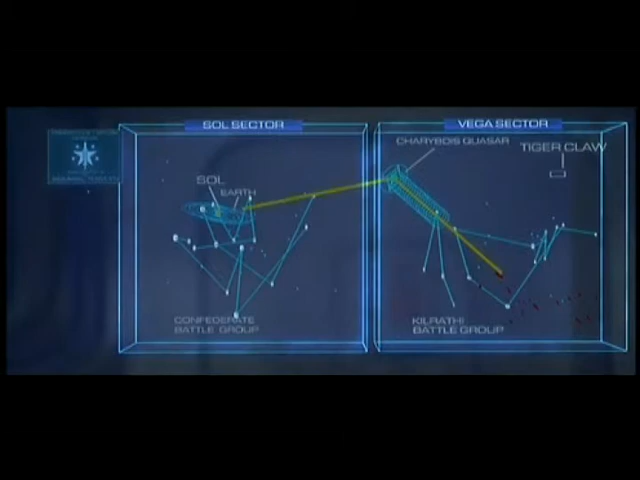 SOL SECTOR
VEGA SECTOR
CHARYBDIS QUASAR
TIGER CLAW
SOL
EARTH
CONFEDERATE
BATTLE GROUP
KILRATHI
BATTLE GROUP